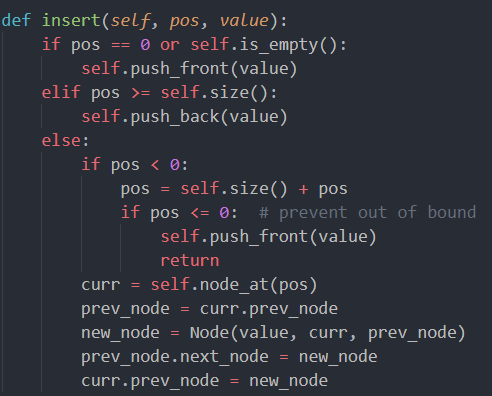 def insert(self, pos, value):
    if pos == 0 or self.is_empty():
        self.push_front(value)
    elif pos >= self.size():
        self.push_back(value)
    else:
        if pos < 0:
            pos = self.size() + pos
            if pos <= 0:  # prevent out of bound
                self.push_front(value)
                return
        curr = self.node_at(pos)
        prev_node = curr.prev_node
        new_node = Node(value, curr, prev_node)
        prev_node.next_node = new_node
        curr.prev_node = new_node